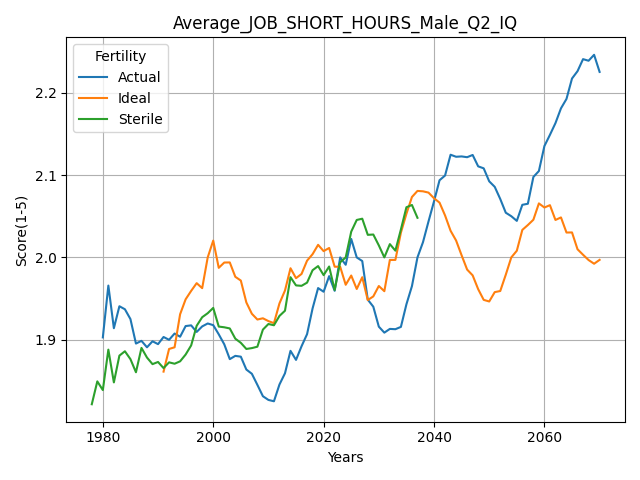 Average_JOB_SHORT_HOURS_Male_Q2_IQ
Fertility
Actual
Ideal
Sterile
Score(1-5)
2.2
2.1
2.0
1.9
1980
2000
2020
2040
2060
Years